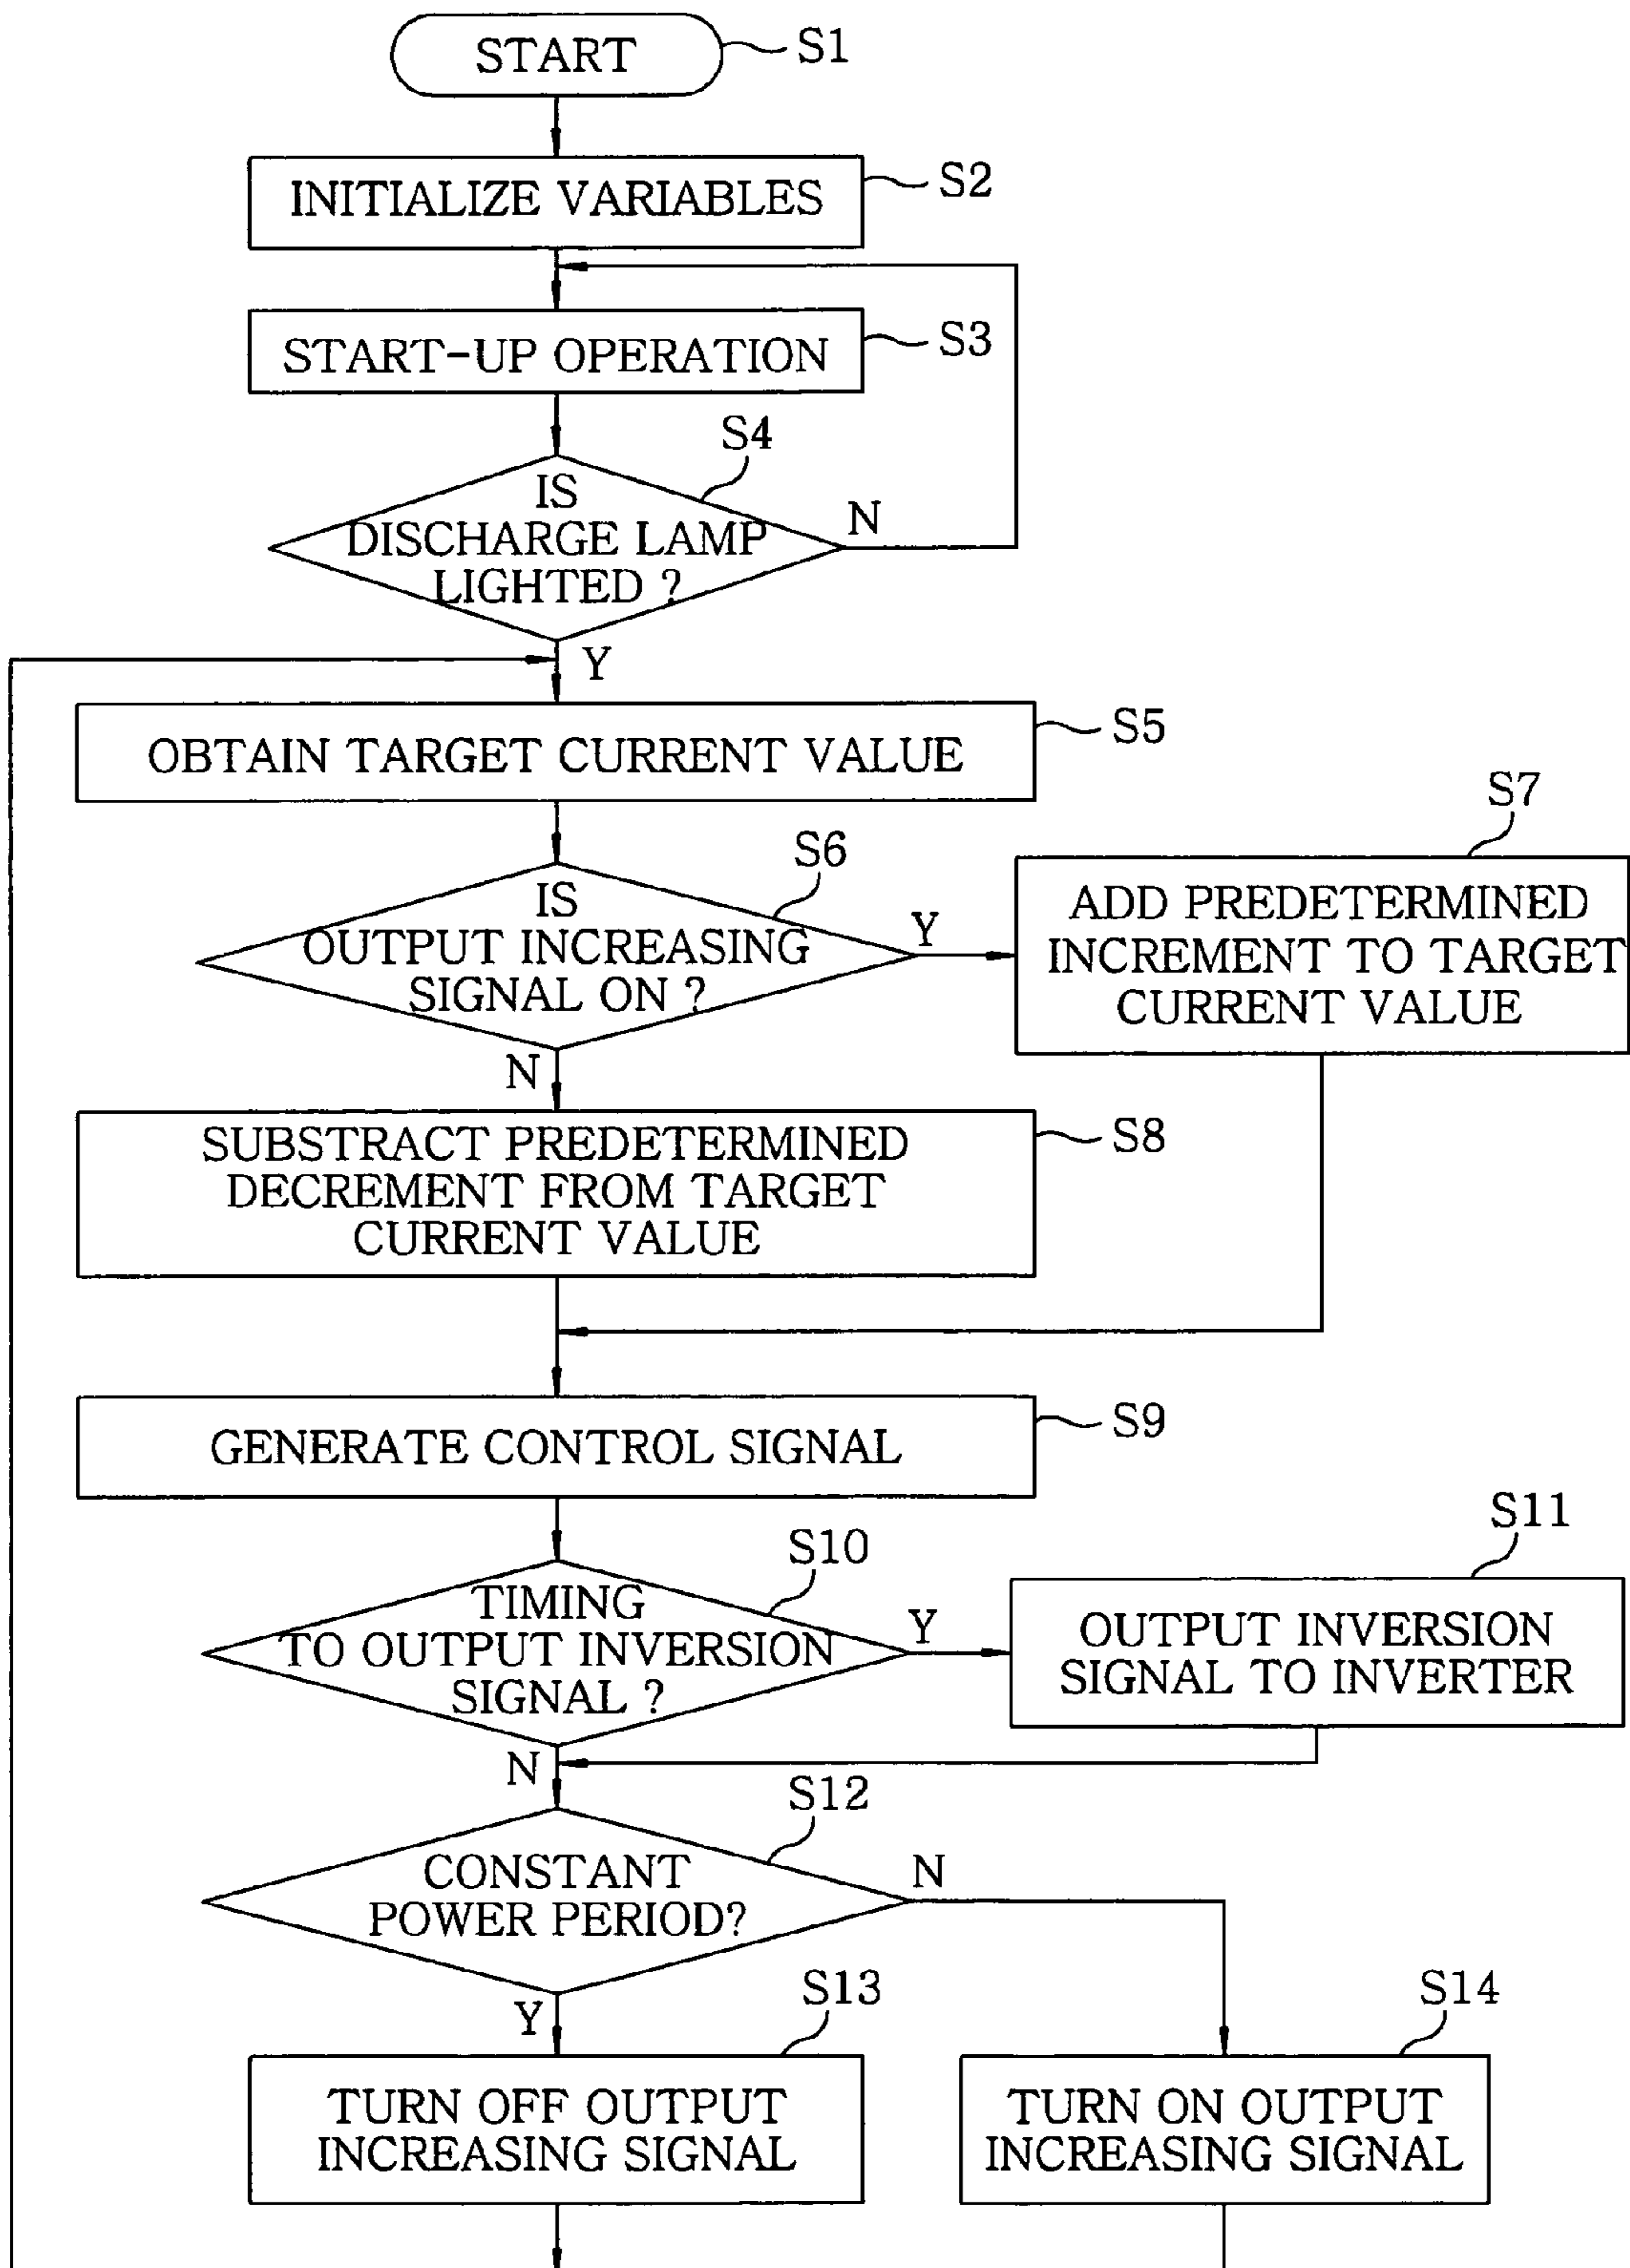 START
S1
INITIALIZE VARIABLES
S2
START-UP OPERATION
S3
S4
IS
DISCHARGE LAMP
LIGHTED ?
N
Y
OBTAIN TARGET CURRENT VALUE
S5
S6
IS
OUTPUT INCREASING
SIGNAL ON ?
Y
N
S7
ADD PREDETERMINED
INCREMENT TO TARGET
CURRENT VALUE
SUBSTRACT PREDETERMINED
DECREMENT FROM TARGET
CURRENT VALUE
S8
GENERATE CONTROL SIGNAL
S9
S10
TIMING
TO OUTPUT INVERSION
SIGNAL ?
Y
N
S11
OUTPUT INVERSION
SIGNAL TO INVERTER
S12
CONSTANT
POWER PERIOD?
N
Y
S13
TURN OFF OUTPUT
INCREASING SIGNAL
S14
TURN ON OUTPUT
INCREASING SIGNAL